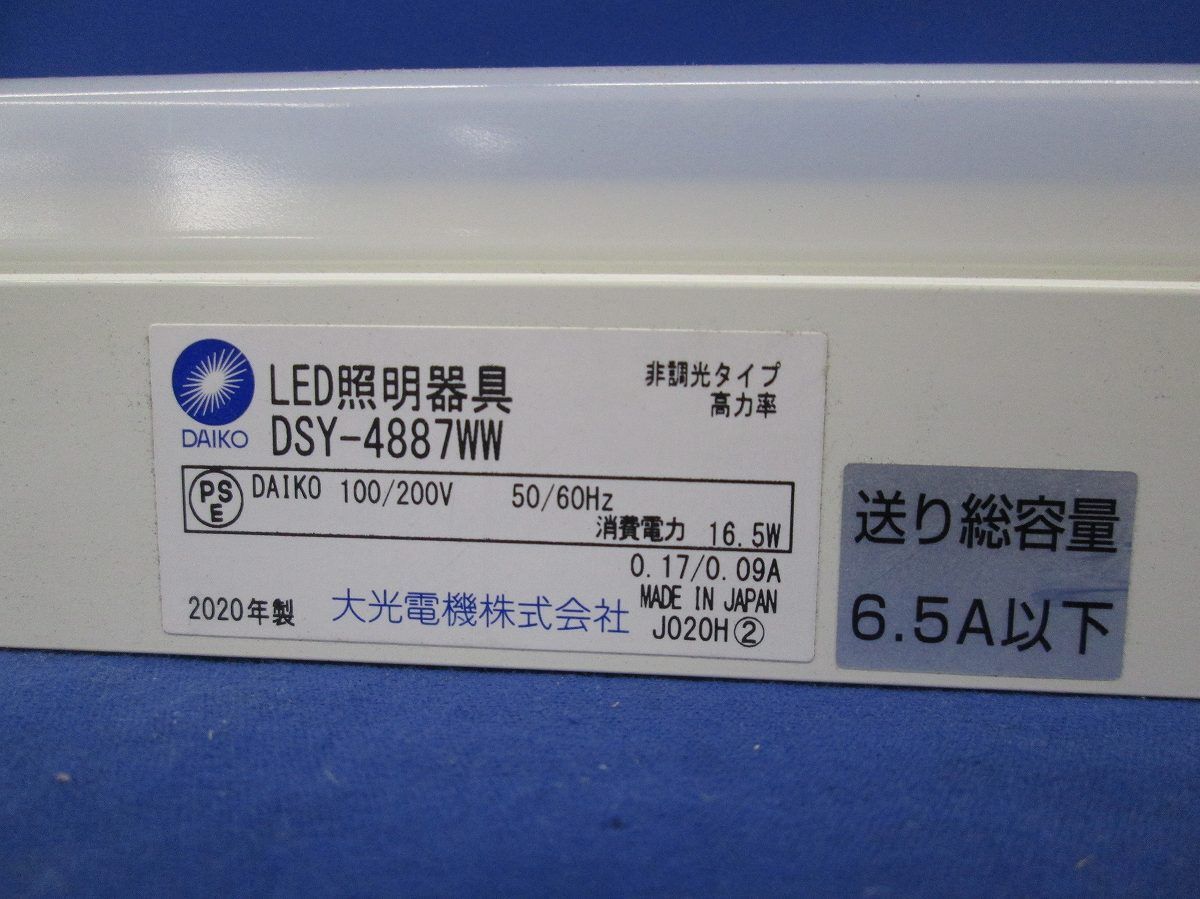 DAIKO
LED照明器具
DSY-4887WW
非調光タイプ
高力率
PS
E
DAIKO 100/200V 50/60Hz
消費電力 16.5W
0.17/0.09A
2020年製
大光電機株式会社
MADE IN JAPAN
J020H②
送り総容量
6.5A以下